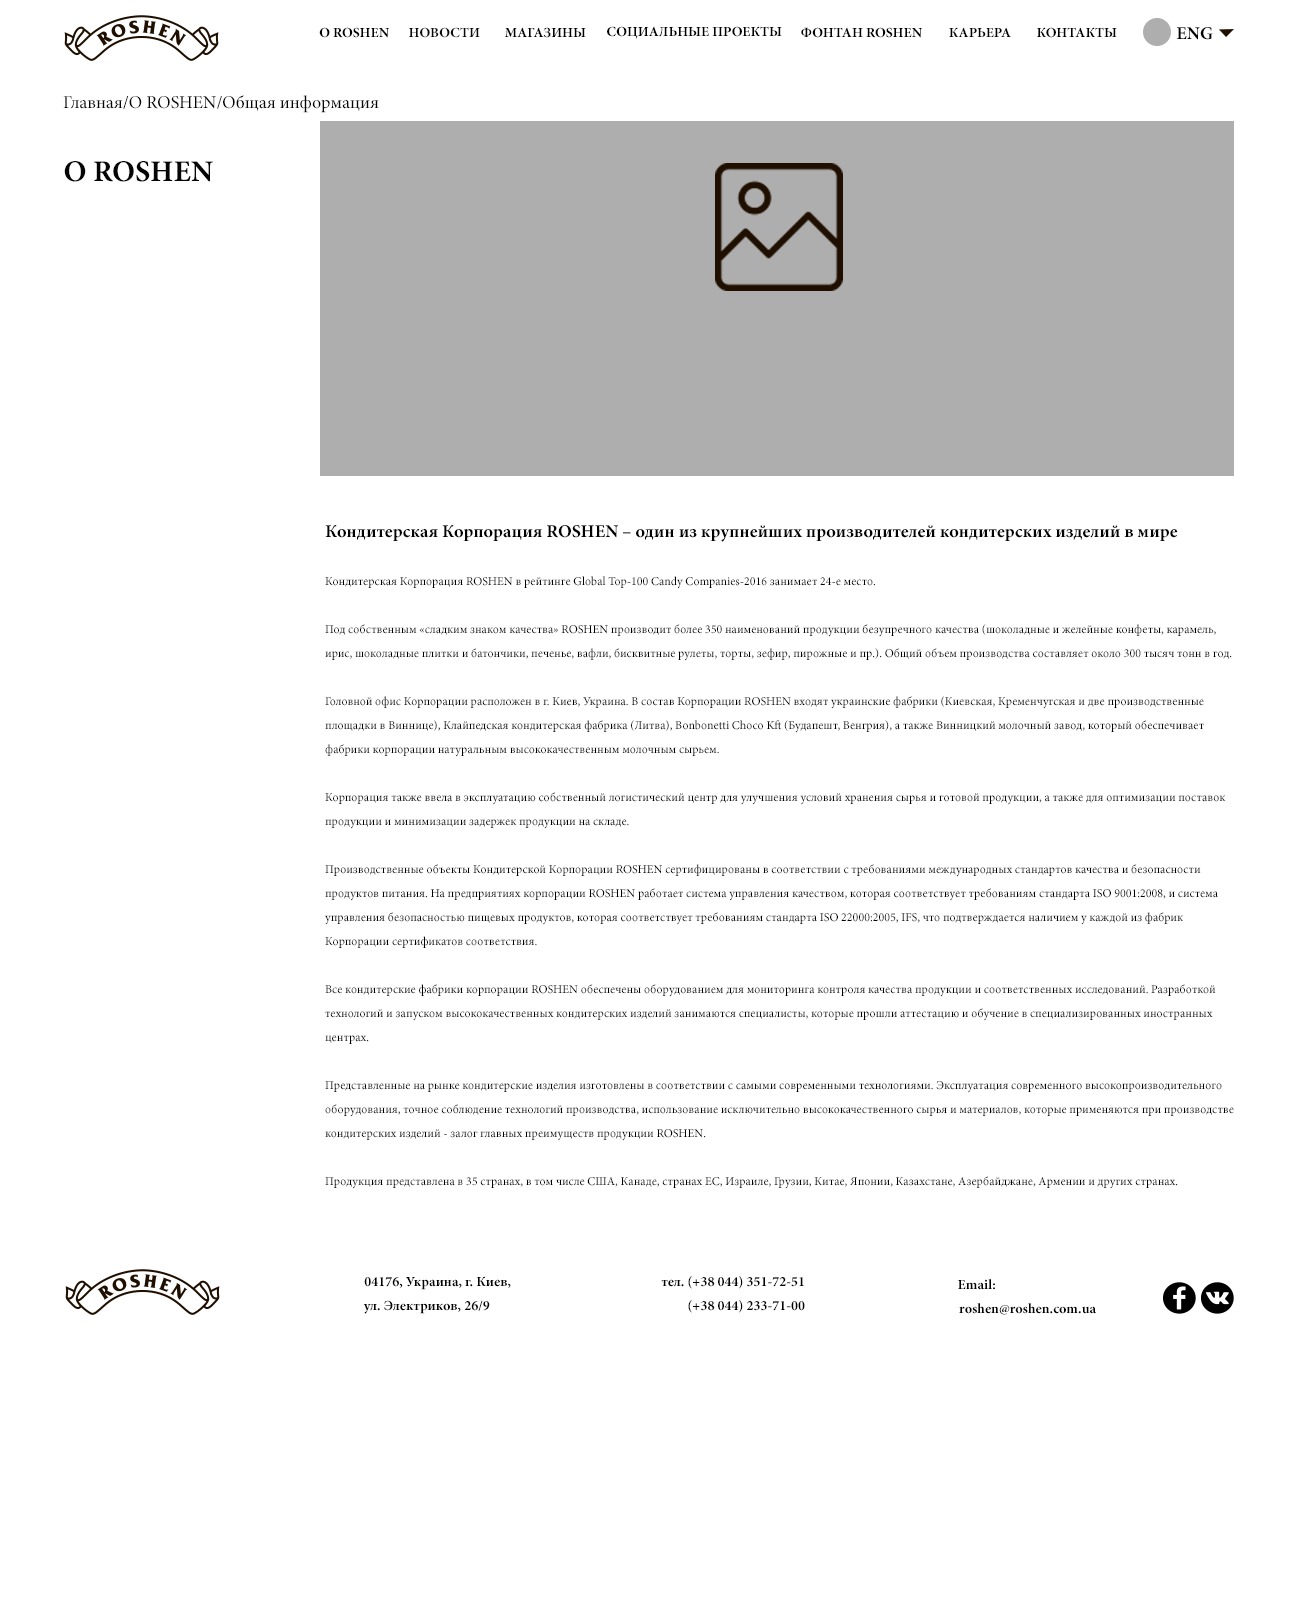 ROSHEN
О ROSHEN НОВОСТИ МАГАЗИНЫ СОЦИАЛЬНЫЕ ПРОЕКТЫ ФОНТАН ROSHEN КАРЬЕРА КОНТАКТЫ ENG
Главная/О ROSHEN/Общая информация
О ROSHEN
Кондитерская Корпорация ROSHEN – один из крупнейших производителей кондитерских изделий в мире
Кондитерская Корпорация ROSHEN в рейтинге Global Top-100 Candy Companies-2016 занимает 24-е место.
Под собственным «сладким знаком качества» ROSHEN производит более 350 наименований продукции безупречного качества (шоколадные и желейные конфеты, карамель,
ирис, шоколадные плитки и батончики, печенье, вафли, бисквитные рулеты, торты, зефир, пирожные и пр.). Общий объем производства составляет около 300 тысяч тонн в год.
Головной офис Корпорации расположен в г. Киев, Украина. В состав Корпорации ROSHEN входят украинские фабрики (Киевская, Кременчугская и две производственные
площадки в Виннице), Клайпедская кондитерская фабрика (Литва), Bonbonetti Choco Kft (Будапешт, Венгрия), а также Винницкий молочный завод, который обеспечивает
фабрики корпорации натуральным высококачественным молочным сырьем.
Корпорация также ввела в эксплуатацию собственный логистический центр для улучшения условий хранения сырья и готовой продукции, а также для оптимизации поставок
продукции и минимизации задержек продукции на складе.
Производственные объекты Кондитерской Корпорации ROSHEN сертифицированы в соответствии с требованиями международных стандартов качества и безопасности
продуктов питания. На предприятиях корпорации ROSHEN работает система управления качеством, которая соответствует требованиям стандарта ISO 9001:2008, и система
управления безопасностью пищевых продуктов, которая соответствует требованиям стандарта ISO 22000:2005, IFS, что подтверждается наличием у каждой из фабрик
Корпорации сертификатов соответствия.
Все кондитерские фабрики корпорации ROSHEN обеспечены оборудованием для мониторинга контроля качества продукции и соответственных исследований. Разработкой
технологий и запуском высококачественных кондитерских изделий занимаются специалисты, которые прошли аттестацию и обучение в специализированных иностранных
центрах.
Представленные на рынке кондитерские изделия изготовлены в соответствии с самыми современными технологиями. Эксплуатация современного высокопроизводительного
оборудования, точное соблюдение технологий производства, использование исключительно высококачественного сырья и материалов, которые применяются при производстве
кондитерских изделий - залог главных преимуществ продукции ROSHEN.
Продукция представлена в 35 странах, в том числе США, Канаде, странах ЕС, Израиле, Грузии, Китае, Японии, Казахстане, Азербайджане, Армении и других странах.
ROSHEN
04176, Украина, г. Киев,
ул. Электриков, 26/9
тел. (+38 044) 351-72-51
(+38 044) 233-71-00
Email:
roshen@roshen.com.ua